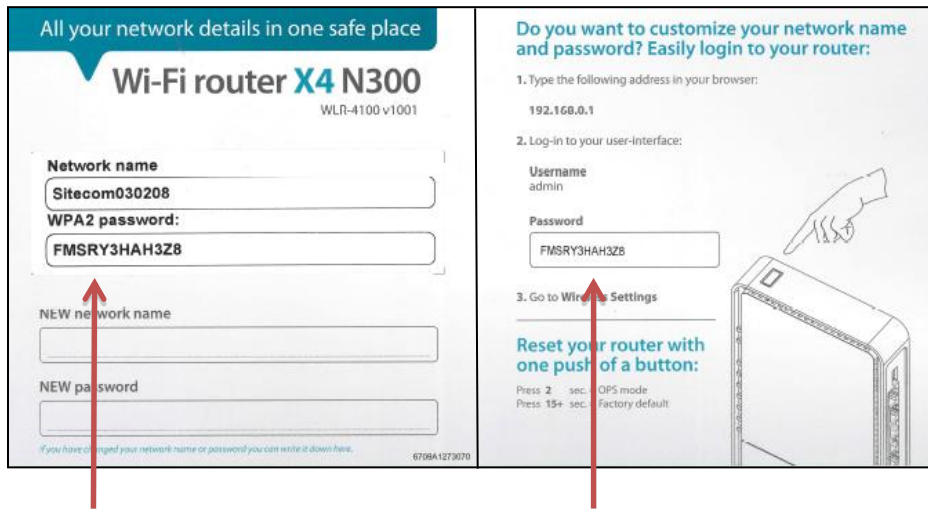 All your network details in one safe place
Wi-Fi router X4 N300
WLR-4100 v1001
Network name
Sitecom030208
WPA2 password:
FMSRY3HAH3Z8
NEW network name
NEW password
If you have changed your network name or password you can write it down here.
6709A1273070
Do you want to customize your network name
and password? Easily login to your router:
1. Type the following address in your browser:
192.168.0.1
2. Log-in to your user-interface:
Username
admin
Password
FMSRY3HAH3Z8
3. Go to Wireless Settings
Reset your router with
one push of a button:
Press 2 sec. = OPS mode
Press 15+ sec. = Factory default